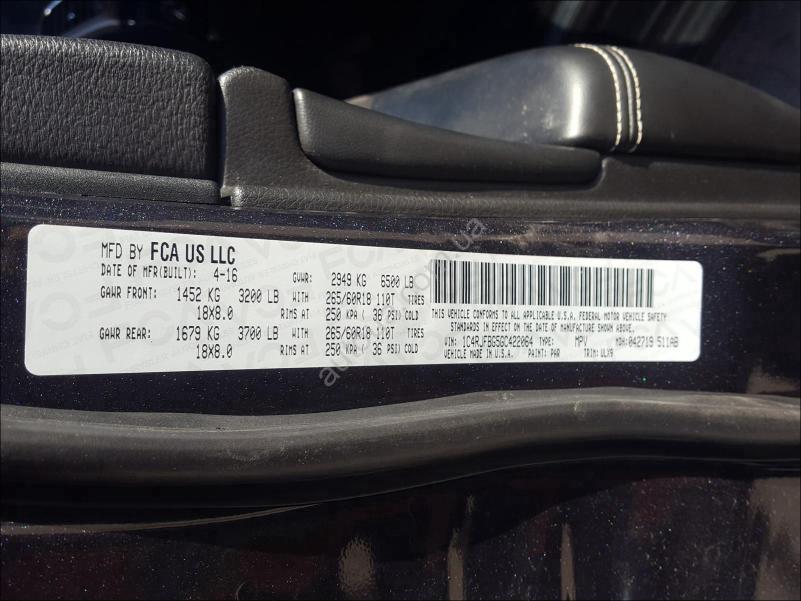 MFD BY FCA US LLC
DATE OF MFR(BUILT): 4-16 GVWR: 2949 KG 6500 LB
GAWR FRONT: 1452 KG 3200 LB WITH 265/60R18 110T TIRES
18X8.0 RIMS AT 250 KPA ( 36 PSI) COLD
GAWR REAR: 1679 KG 3700 LB WITH 265/60R18 110T TIRES
18X8.0 RIMS AT 250 KPA ( 36 PSI) COLD
THIS VEHICLE CONFORMS TO ALL APPLICABLE U.S.A. FEDERAL MOTOR VEHICLE SAFETY
STANDARDS IN EFFECT ON THE DATE OF MANUFACTURE SHOWN ABOVE.
VIN: 1C4RJFBG5GC422064 TYPE: MPV MDH: 042719 511AB
VEHICLE MADE IN U.S.A. PAINT: PAR TRIM: ULX9